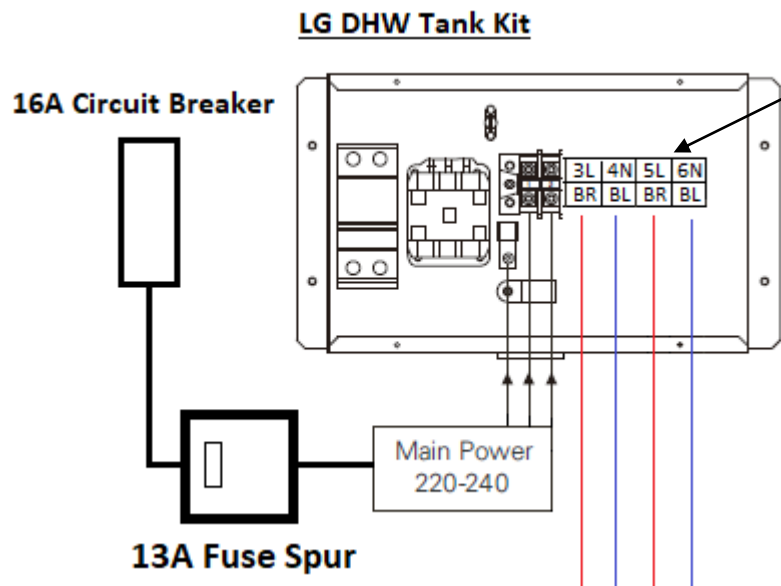 LG DHW Tank Kit
16A Circuit Breaker
3L 4N 5L 6N
BR BL BR BL
Main Power
220-240
13A Fuse Spur